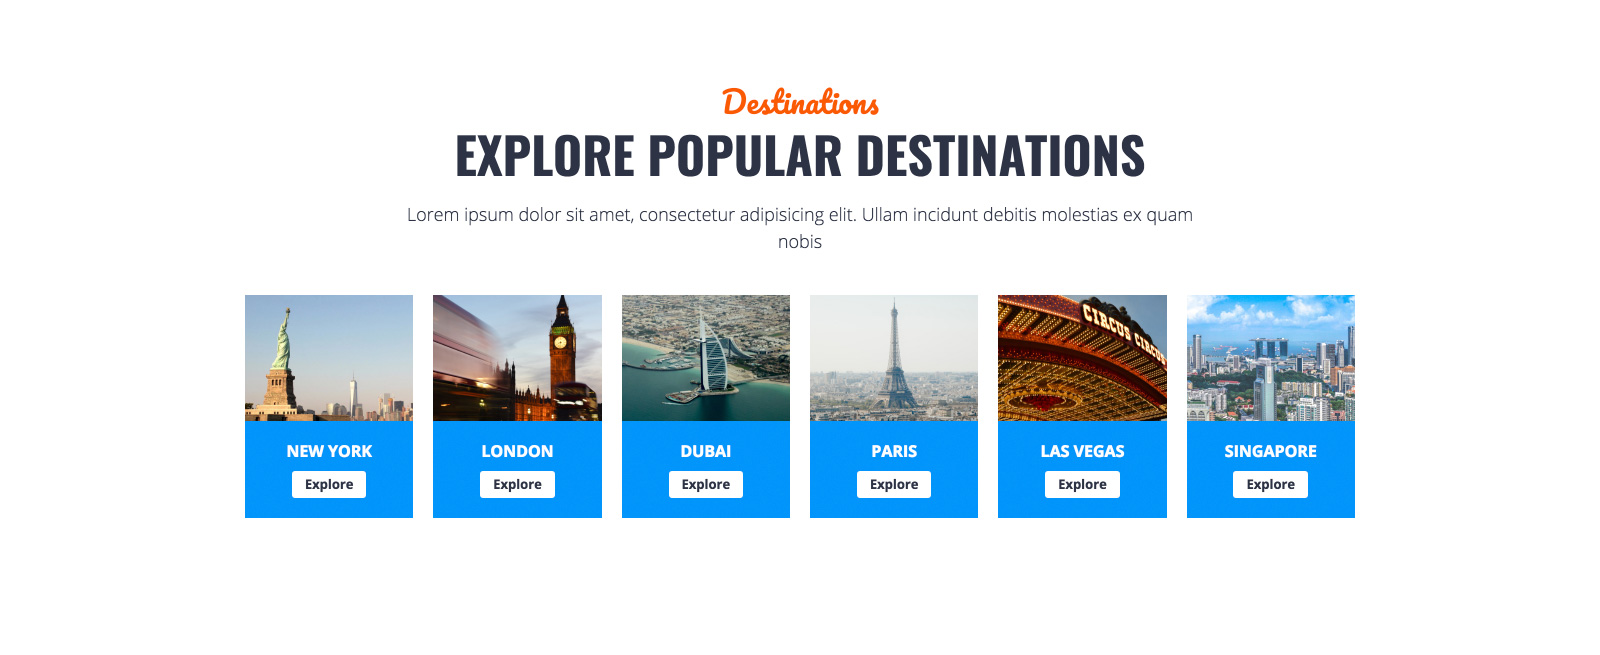 Destinations
EXPLORE POPULAR DESTINATIONS
Lorem ipsum dolor sit amet, consectetur adipisicing elit. Ullam incidunt debitis molestias ex quam
nobis
CIRCUS CIRCUS
NEW YORK
LONDON
DUBAI
PARIS
LAS VEGAS
SINGAPORE
Explore
Explore
Explore
Explore
Explore
Explore